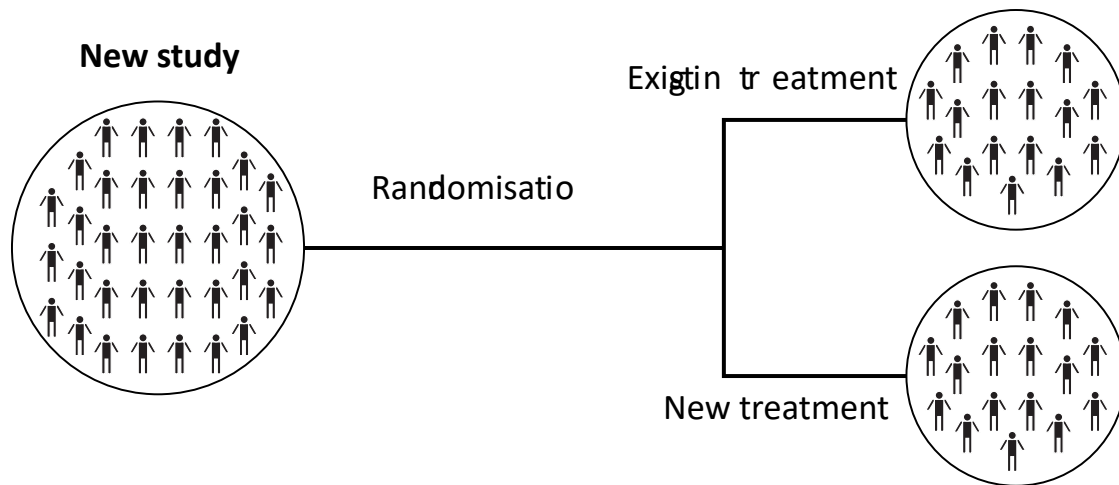 New study
Exigtin tr eatment
Randomisatio
New treatment